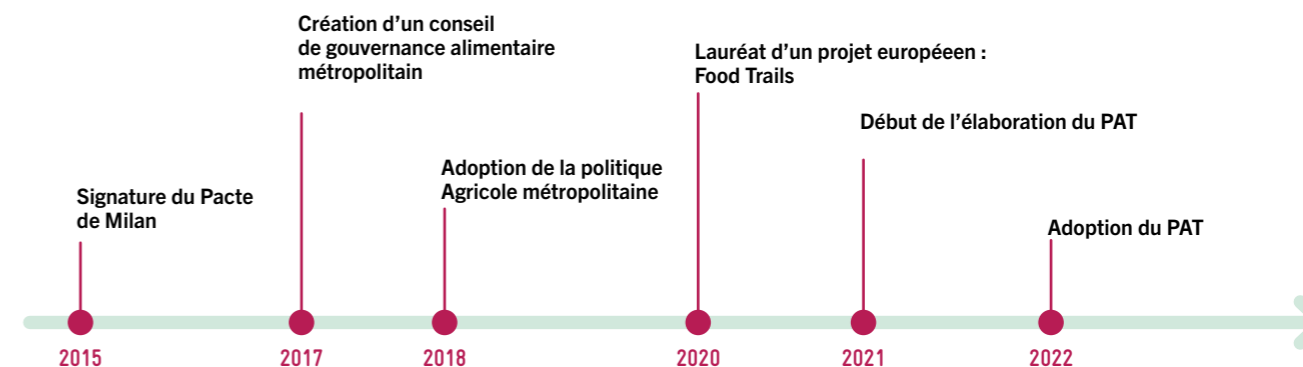 Création d’un conseil
de gouvernance alimentaire
métropolitain
Lauréat d’un projet européeen :
Food Trails
Début de l’élaboration du PAT
Adoption de la politique
Agricole métropolitaine
Signature du Pacte
de Milan
Adoption du PAT
2015
2017
2018
2020
2021
2022